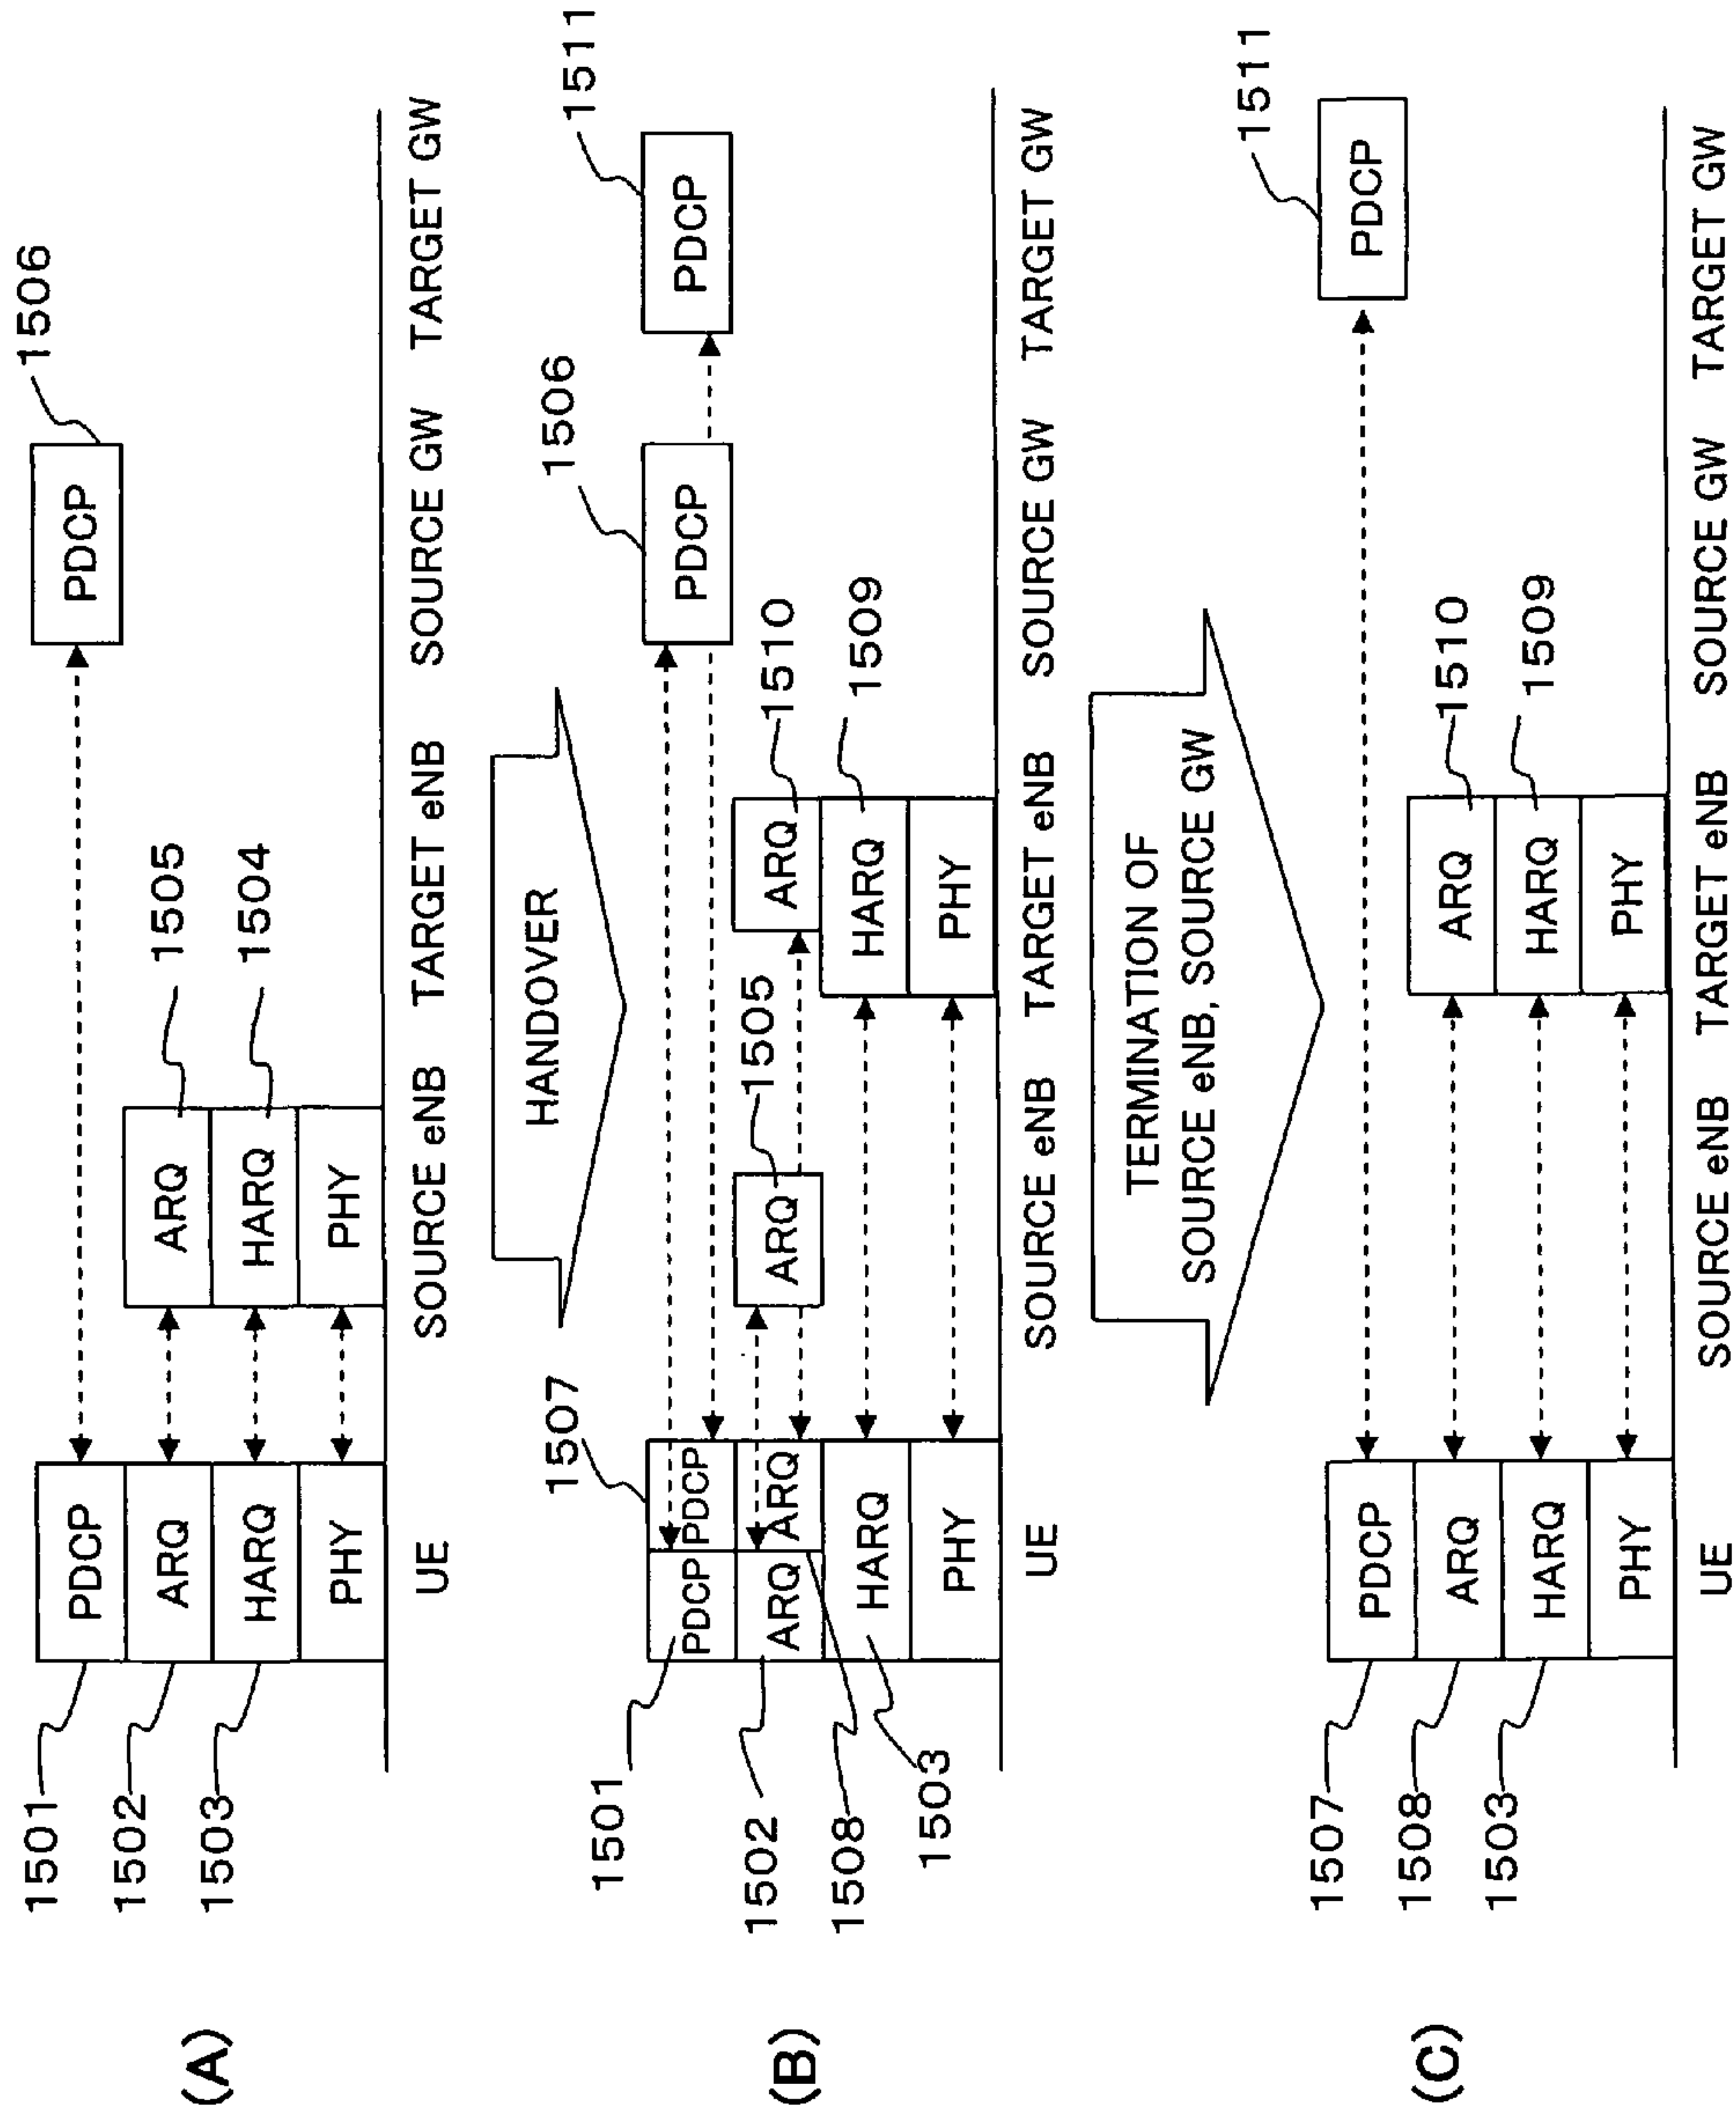 (A)
1506
PDCP
1505
1504
1501
PDCP
1502
ARQ
ARQ
1503
HARQ
HARQ
PHY
PHY
UE SOURCE eNB TARGET eNB SOURCE GW TARGET GW
HANDOVER
(B)
1511
1506
1507
1501
PDCP PDCP
PDCP
PDCP
1505
1510
1509
1502
ARQ ARQ
ARQ
ARQ
1508
1503
HARQ
HARQ
PHY
PHY
UE SOURCE eNB TARGET eNB SOURCE GW TARGET GW
TERMINATION OF
SOURCE eNB, SOURCE GW
(C)
1511
PDCP
1510
1509
1507
PDCP
1508
ARQ
ARQ
1503
HARQ
HARQ
PHY
PHY
UE SOURCE eNB TARGET eNB SOURCE GW TARGET GW